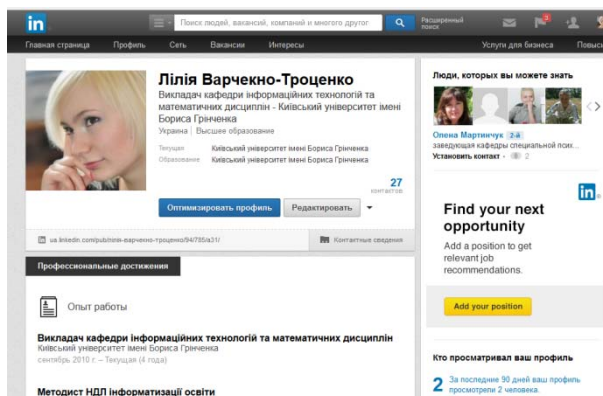 in
Поиск людей, вакансий, компаний и многого другог
Расширенный
поиск
Главная страница Профиль Сеть Вакансии Интересы Услуги для бизнеса Повыс
Лілія Варчекно-Троценко
Викладач кафедри інформаційних технологій та
математичних дисциплін - Київський університет імені
Бориса Грінченка
Украина | Высшее образование
Текущая Київський університет імені Бориса Грінченка
Образование Київський університет імені Бориса Грінченка
27
контактов
Оптимизировать профиль Редактировать
Контактные сведения
Профессиональные достижения
Опыт работы
Викладач кафедри інформаційних технологій та математичних дисциплін
Київський університет імені Бориса Грінченка
сентябрь 2010 г. – Текущая (4 года)
Методист НДЛ інформатизації освіти
Люди, которых вы можете знать
Олена Мартинчук 2-й
заведующая кафедры специальной псих...
Установить контакт • 2
in
Find your next
opportunity
Add a position to get
relevant job
recommendations.
Add your position
Кто просматривал ваш профиль
2 За последние 90 дней ваш профиль
просмотрели 2 человека.